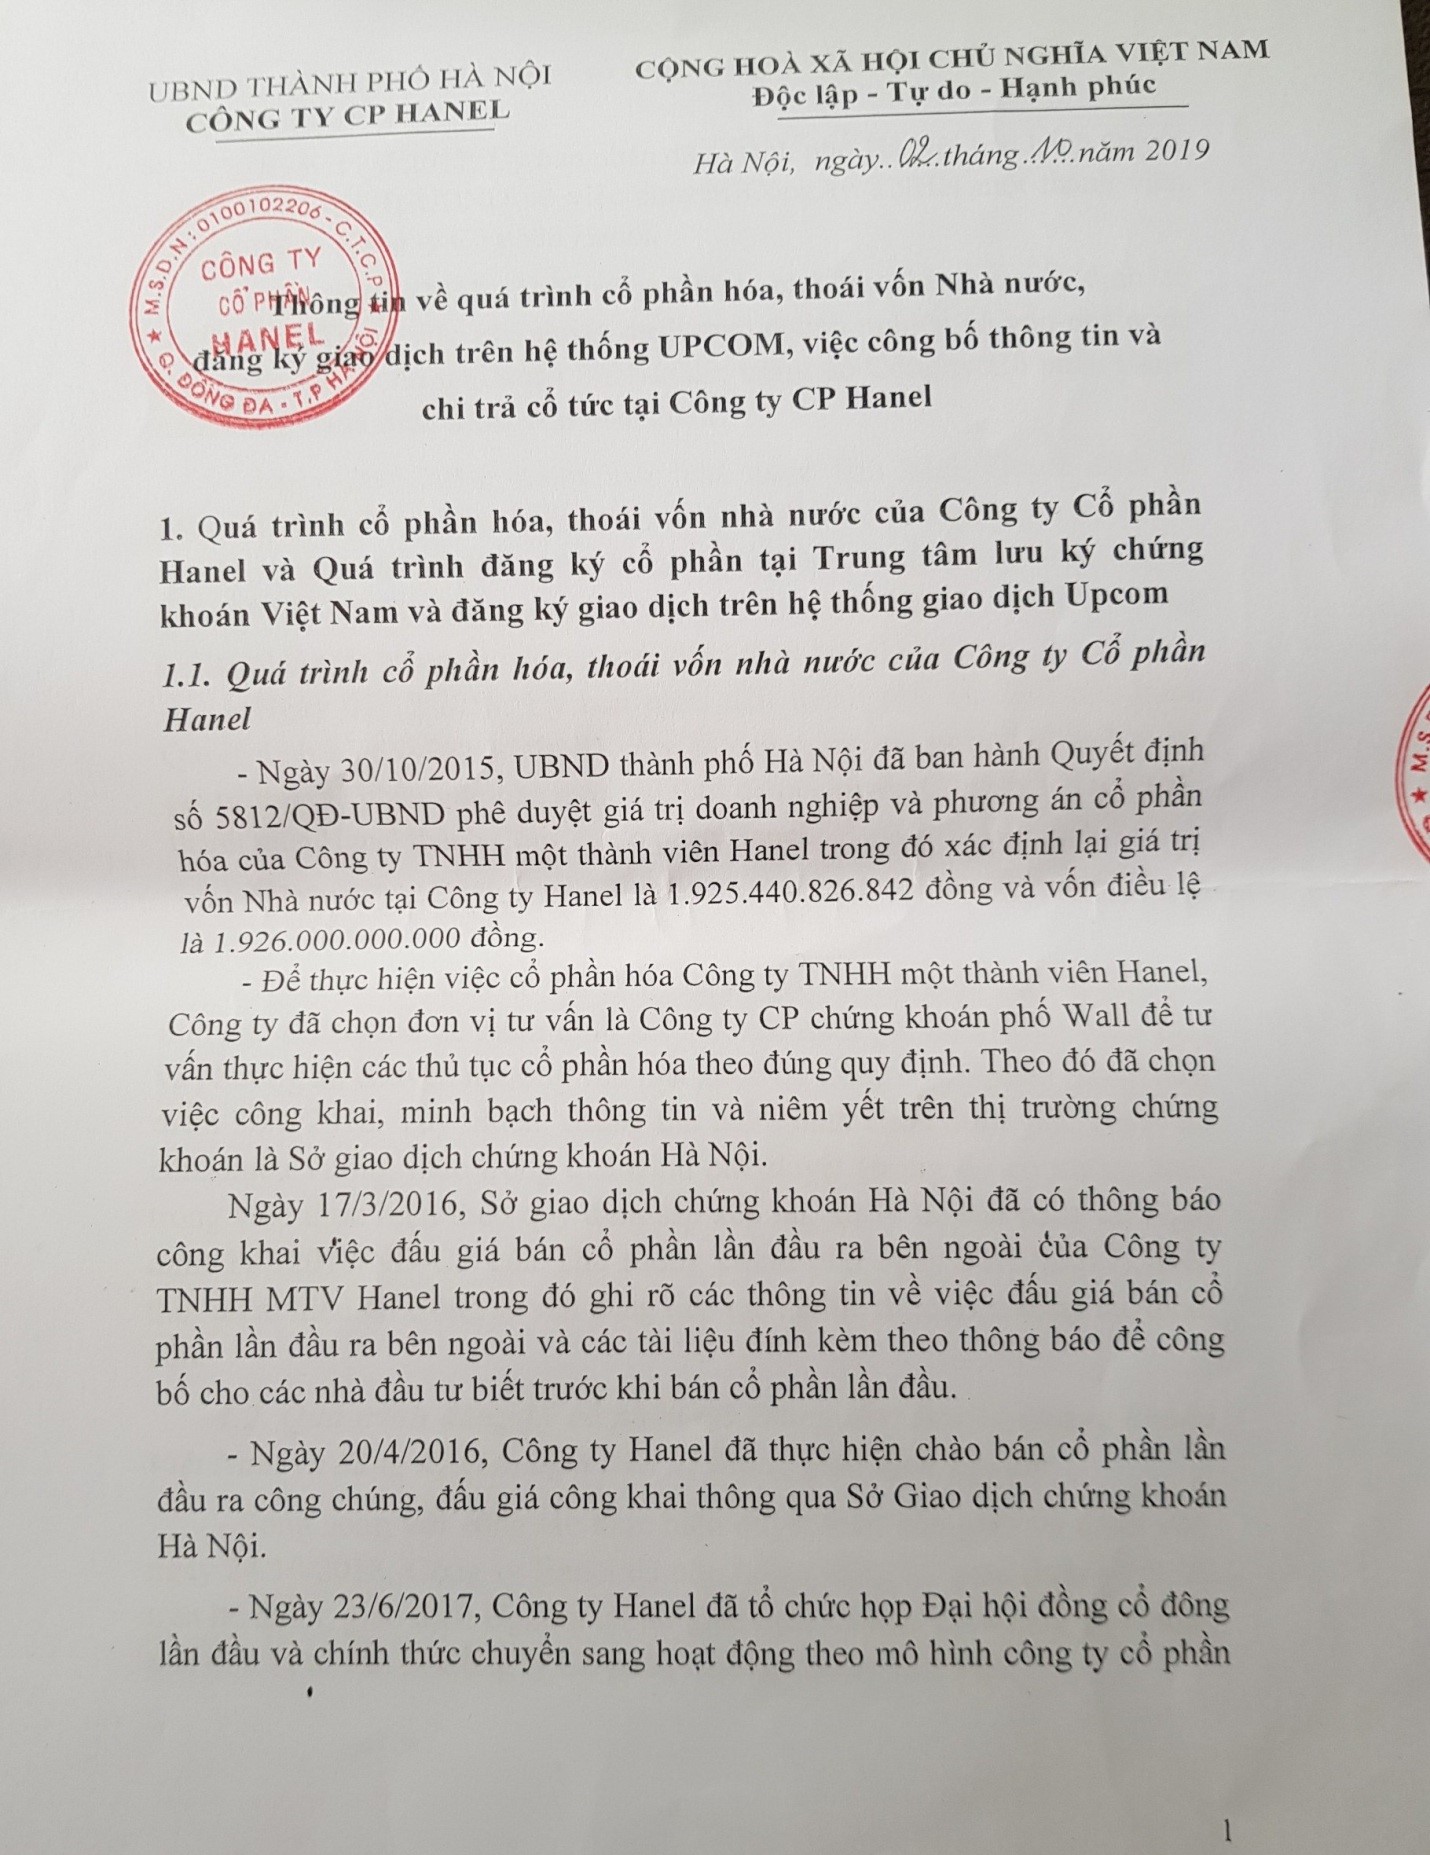 UBND THÀNH PHỐ HÀ NỘI
CÔNG TY CP HANEL
CỘNG HOÀ XÃ HỘI CHỦ NGHĨA VIỆT NAM
Độc lập - Tự do - Hạnh phúc
Hà Nội, ngày..02..tháng..10..năm 2019
M.S.D.N: 0100102206 - C.T.C.P
CÔNG TY
CỔ PHẦN
HANEL
Q. ĐỐNG ĐA - T.P HÀ NỘI
Thông tin về quá trình cổ phần hóa, thoái vốn Nhà nước,
đăng ký giao dịch trên hệ thống UPCOM, việc công bố thông tin và
chi trả cổ tức tại Công ty CP Hanel
1. Quá trình cổ phần hóa, thoái vốn nhà nước của Công ty Cổ phần
Hanel và Quá trình đăng ký cổ phần tại Trung tâm lưu ký chứng
khoán Việt Nam và đăng ký giao dịch trên hệ thống giao dịch Upcom
1.1. Quá trình cổ phần hóa, thoái vốn nhà nước của Công ty Cổ phần
Hanel
- Ngày 30/10/2015, UBND thành phố Hà Nội đã ban hành Quyết định
số 5812/QĐ-UBND phê duyệt giá trị doanh nghiệp và phương án cổ phần
hóa của Công ty TNHH một thành viên Hanel trong đó xác định lại giá trị
vốn Nhà nước tại Công ty Hanel là 1.925.440.826.842 đồng và vốn điều lệ
là 1.926.000.000.000 đồng.
- Để thực hiện việc cổ phần hóa Công ty TNHH một thành viên Hanel,
Công ty đã chọn đơn vị tư vấn là Công ty CP chứng khoán phố Wall để tư
vấn thực hiện các thủ tục cổ phần hóa theo đúng quy định. Theo đó đã chọn
việc công khai, minh bạch thông tin và niêm yết trên thị trường chứng
khoán là Sở giao dịch chứng khoán Hà Nội.
Ngày 17/3/2016, Sở giao dịch chứng khoán Hà Nội đã có thông báo
công khai việc đấu giá bán cổ phần lần đầu ra bên ngoài của Công ty
TNHH MTV Hanel trong đó ghi rõ các thông tin về việc đấu giá bán cổ
phần lần đầu ra bên ngoài và các tài liệu đính kèm theo thông báo để công
bố cho các nhà đầu tư biết trước khi bán cổ phần lần đầu.
- Ngày 20/4/2016, Công ty Hanel đã thực hiện chào bán cổ phần lần
đầu ra công chúng, đấu giá công khai thông qua Sở Giao dịch chứng khoán
Hà Nội.
- Ngày 23/6/2017, Công ty Hanel đã tổ chức họp Đại hội đồng cổ đông
lần đầu và chính thức chuyển sang hoạt động theo mô hình công ty cổ phần
1
M.S